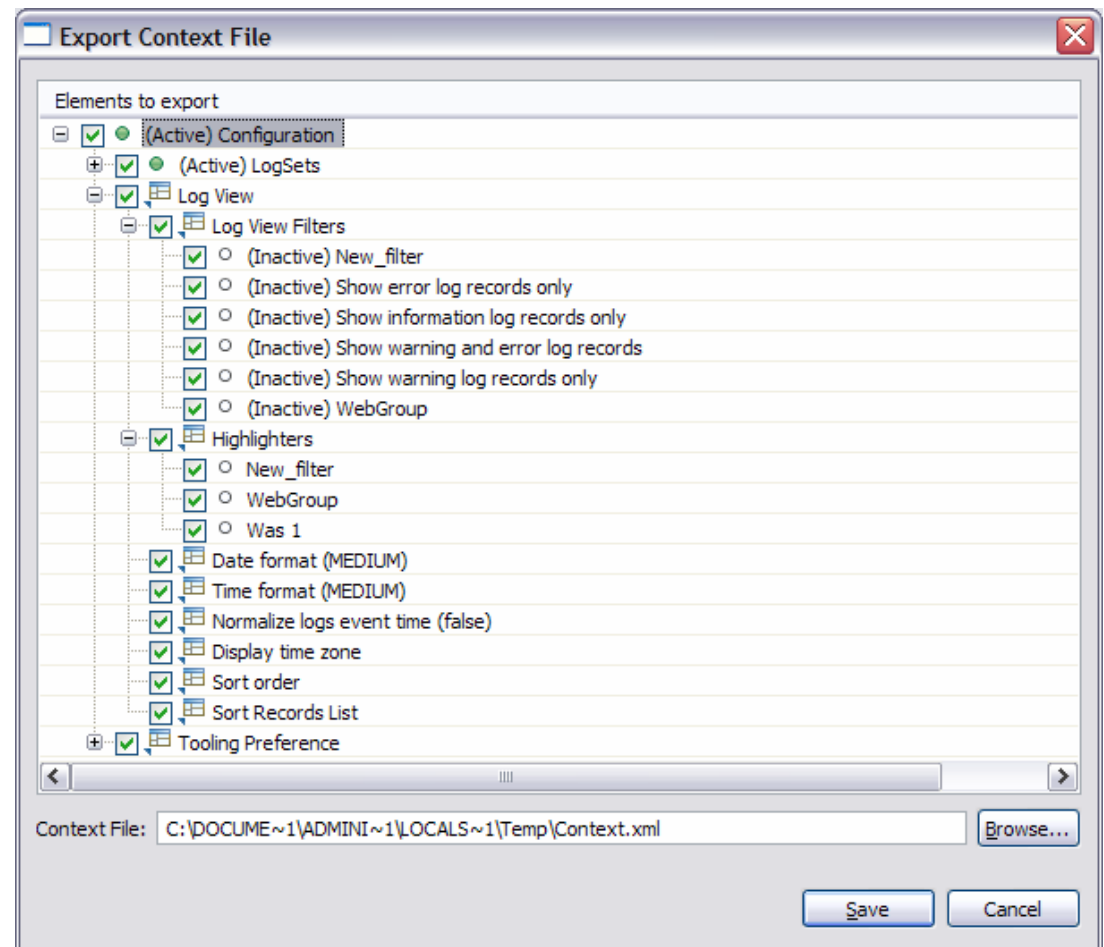 Export Context File
Elements to export
(Active) Configuration
(Active) LogSets
Log View
Log View Filters
(Inactive) New_filter
(Inactive) Show error log records only
(Inactive) Show information log records only
(Inactive) Show warning and error log records
(Inactive) Show warning log records only
(Inactive) WebGroup
Highlighters
New_filter
WebGroup
Was 1
Date format (MEDIUM)
Time format (MEDIUM)
Normalize logs event time (false)
Display time zone
Sort order
Sort Records List
Tooling Preference
Context File: C:\DOCUME~1\ADMINI~1\LOCALS~1\Temp\Context.xml Browse...
Save Cancel